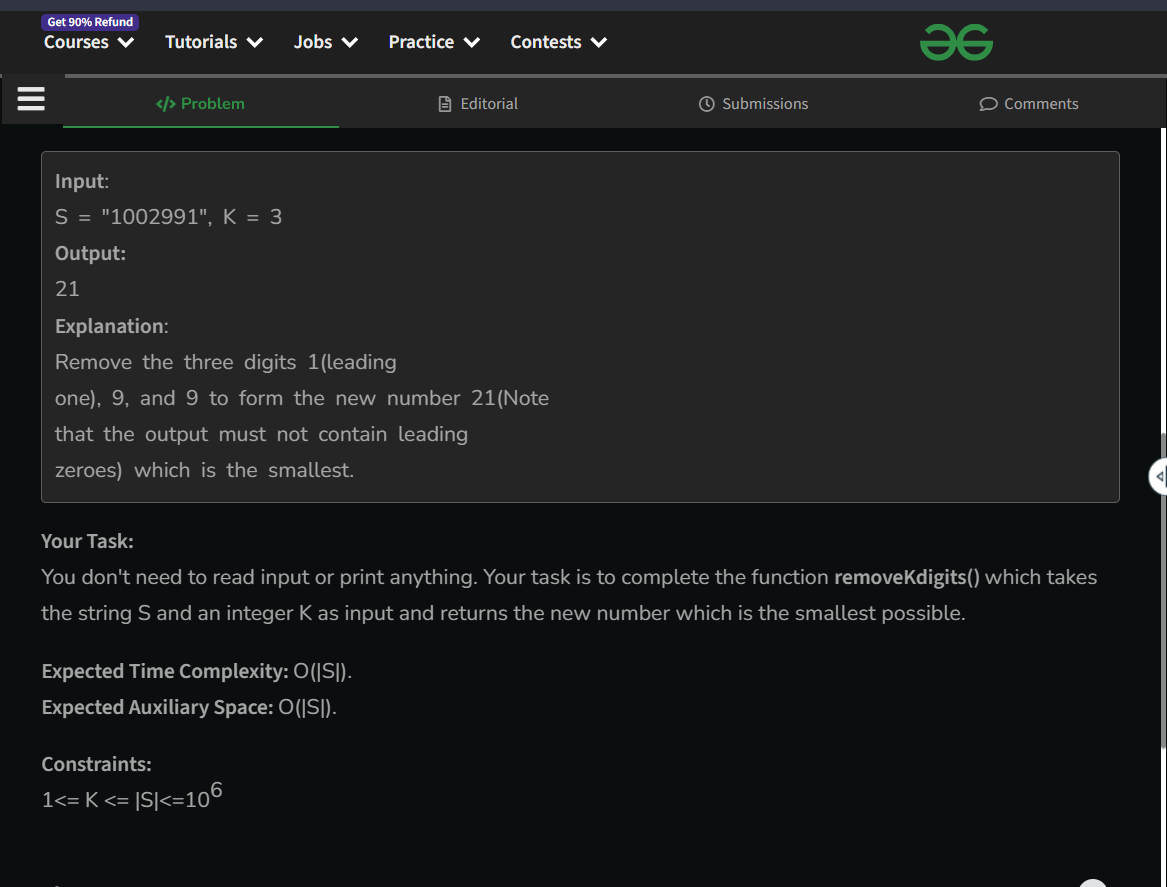 Get 90% Refund
Courses Tutorials Jobs Practice Contests
</> Problem Editorial Submissions Comments
Input:
S = "1002991", K = 3
Output:
21
Explanation:
Remove the three digits 1(leading
one), 9, and 9 to form the new number 21(Note
that the output must not contain leading
zeroes) which is the smallest.
Your Task:
You don't need to read input or print anything. Your task is to complete the function removeKdigits() which takes
the string S and an integer K as input and returns the new number which is the smallest possible.
Expected Time Complexity: O(|S|).
Expected Auxiliary Space: O(|S|).
Constraints:
1<= K <= |S|<=10⁶